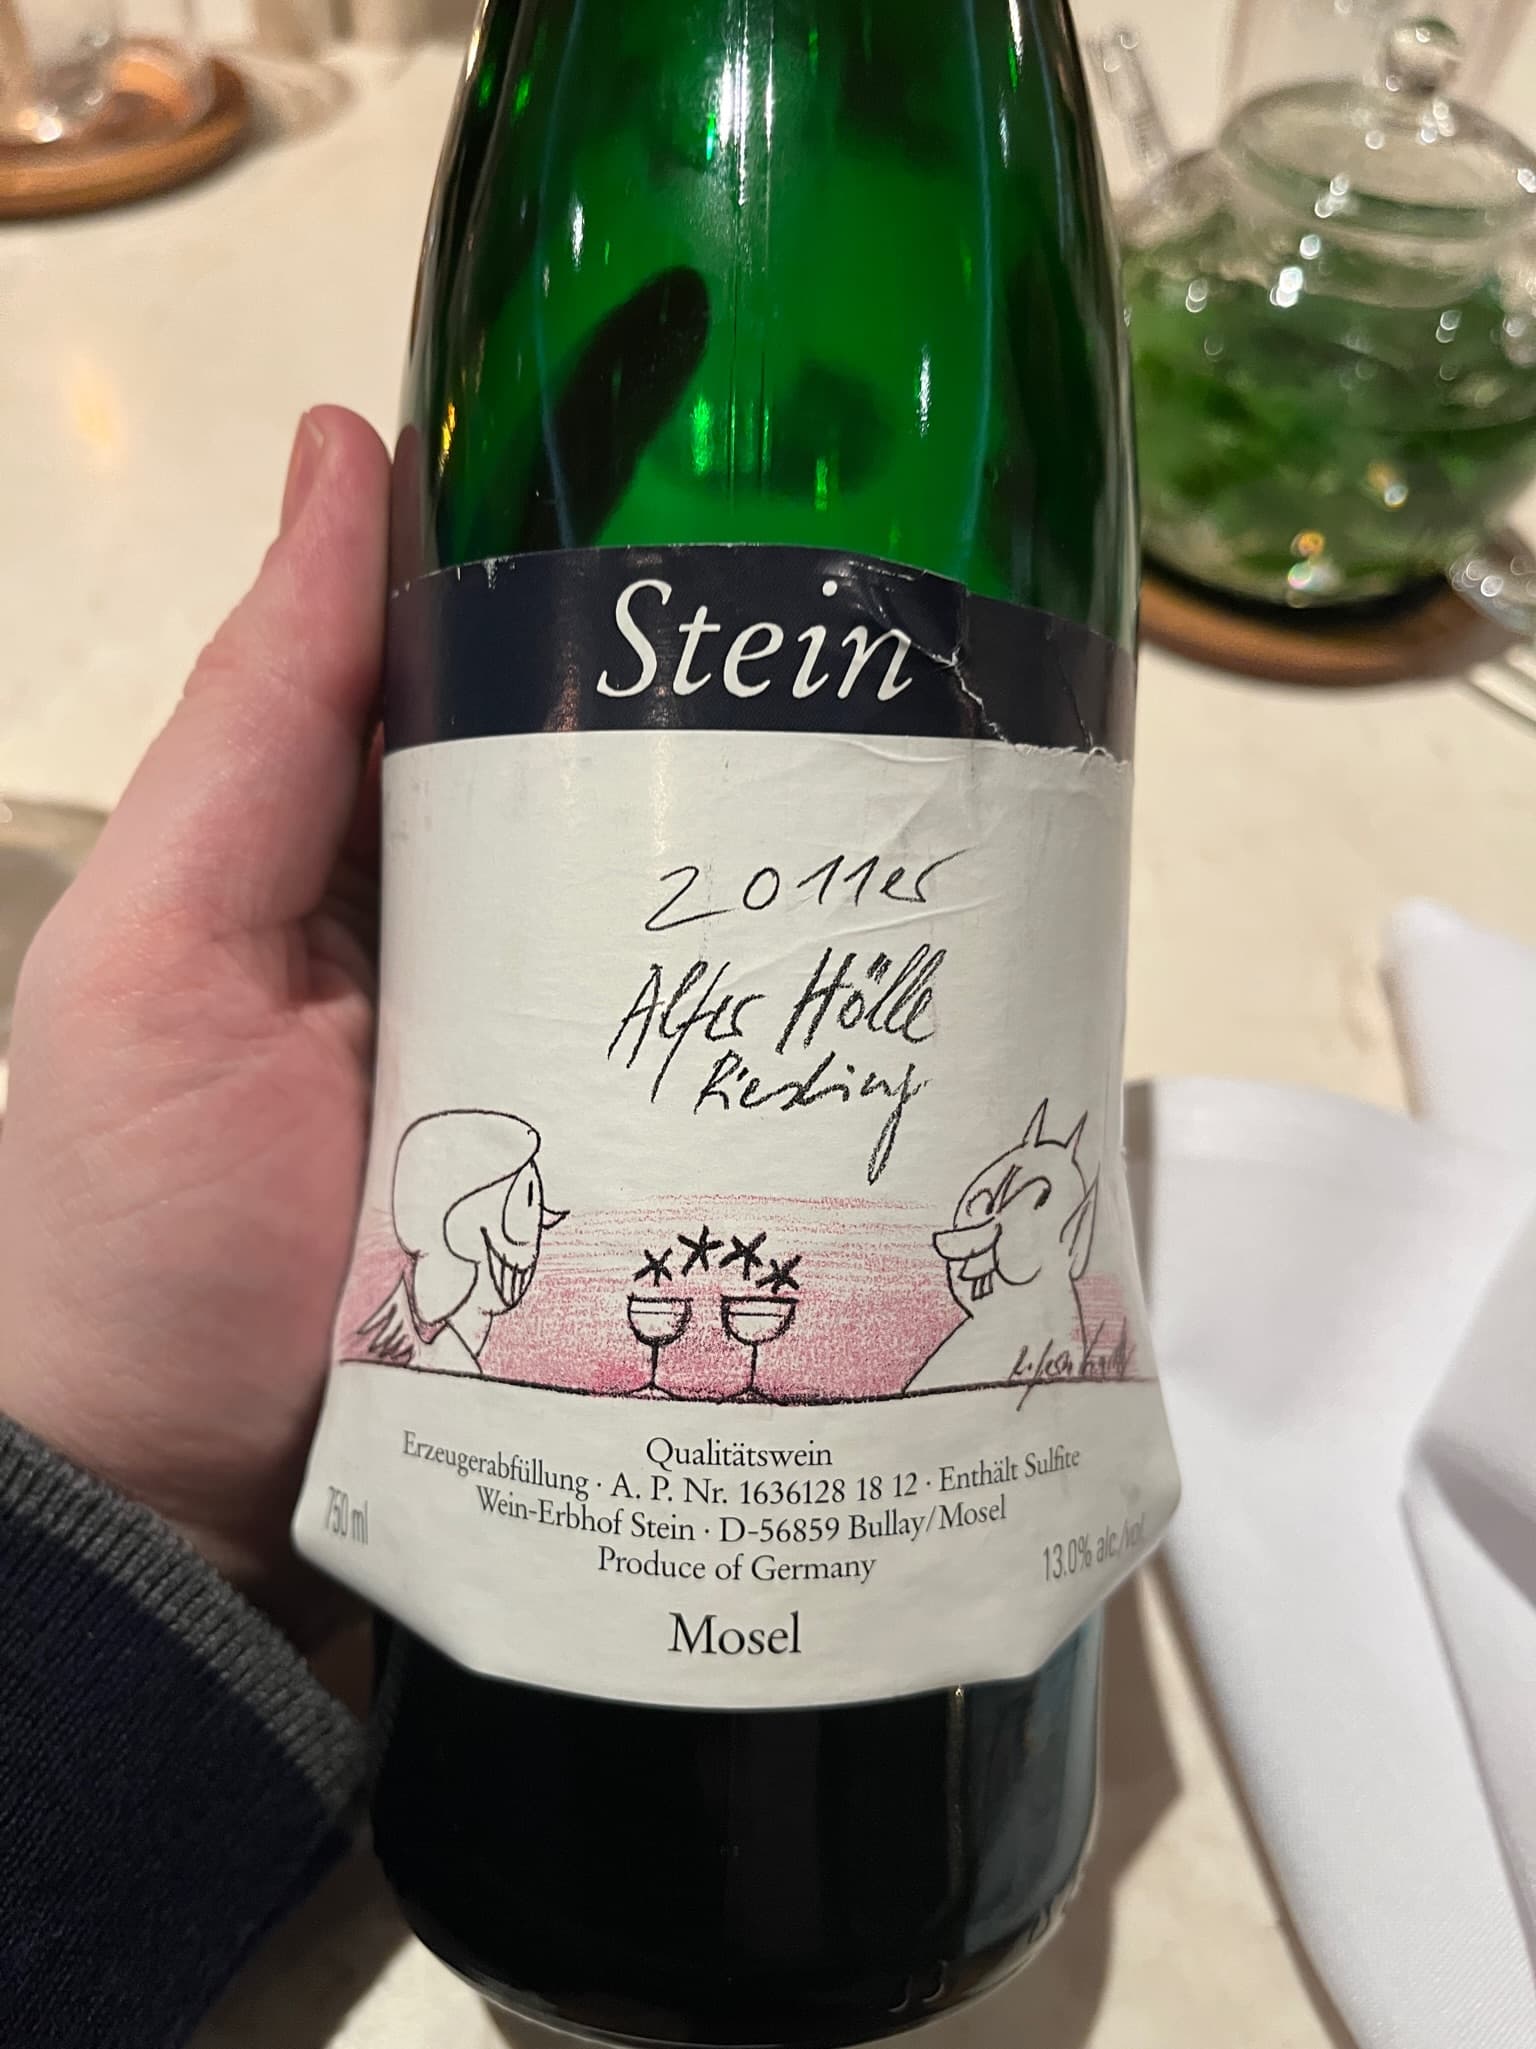 Stein
2011er
Alfer Hölle
Riesling
Qualitätswein
Erzeugerabfüllung · A. P. Nr. 1636128 18 12 · Enthält Sulfite
Wein-Erbhof Stein · D-56859 Bullay/Mosel
750 ml
Produce of Germany
13.0% alc./vol.
Mosel